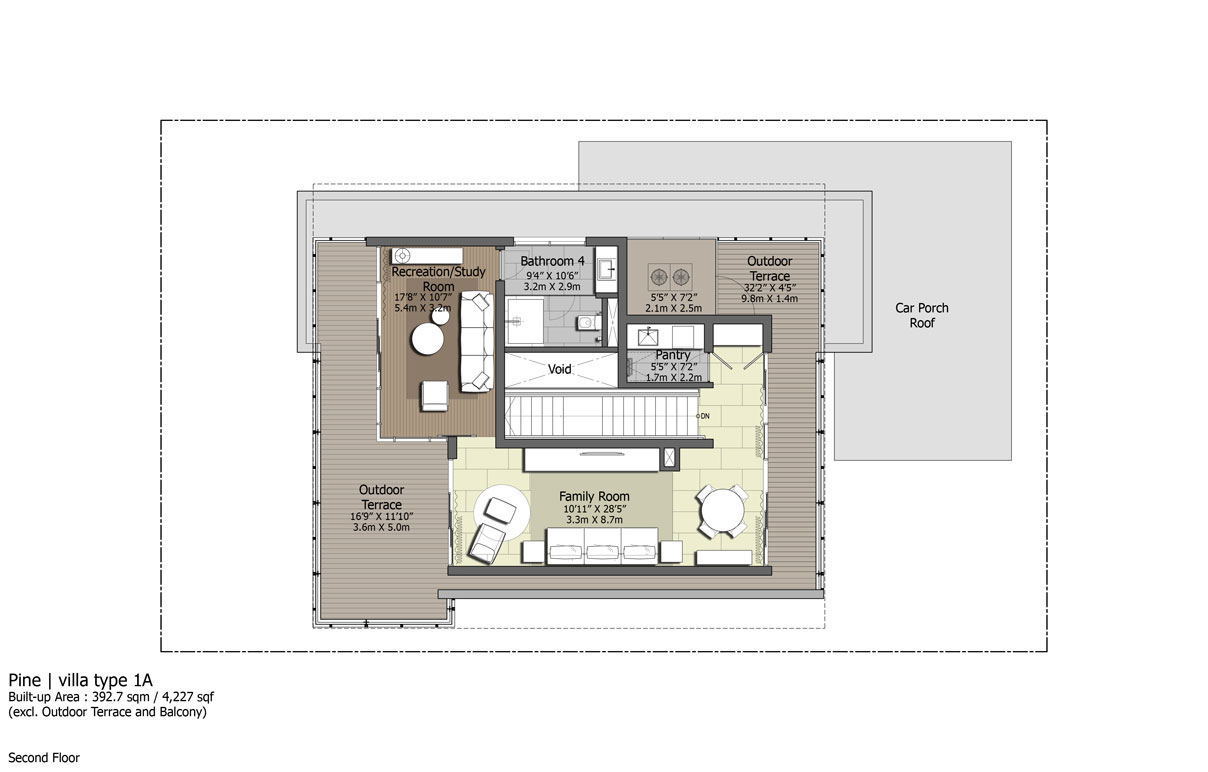 Bathroom 4
9'4" X 10'6"
3.2m X 2.9m
Recreation/Study
Room
17'8" X 10'7"
5.4m X 3.2m
5'5" X 7'2"
2.1m X 2.5m
Outdoor
Terrace
32'2" X 4'5"
9.8m X 1.4m
Car Porch
Roof
Pantry
5'5" X 7'2"
1.7m X 2.2m
Void
DN
Outdoor
Terrace
16'9" X 11'10"
3.6m X 5.0m
Family Room
10'11" X 28'5"
3.3m X 8.7m
Pine | villa type 1A
Built-up Area : 392.7 sqm / 4,227 sqf
(excl. Outdoor Terrace and Balcony)
Second Floor